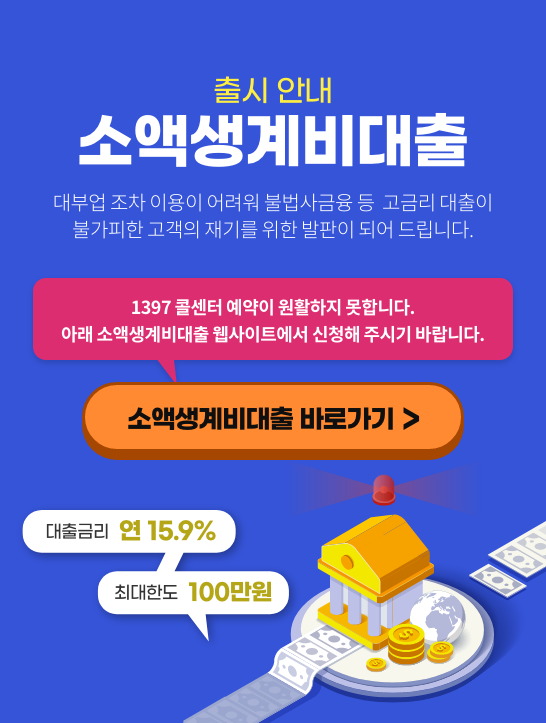 출시 안내
소액생계비대출
대부업 조차 이용이 어려워 불법사금융 등 고금리 대출이
불가피한 고객의 재기를 위한 발판이 되어 드립니다.
1397 콜센터 예약이 원활하지 못합니다.
아래 소액생계비대출 웹사이트에서 신청해 주시기 바랍니다.
소액생계비대출 바로가기 >
대출금리 연 15.9%
최대한도 100만원